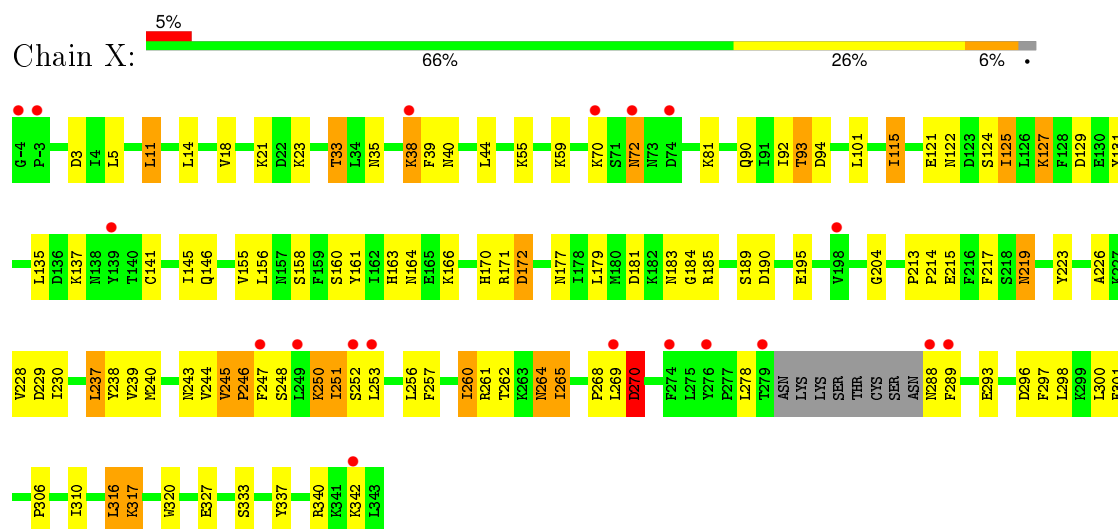 5%
Chain X:
66% 26% 6% •
G-4 P-3 D3 I4 L5 L11 L14 V18 K21 D22 K23 T33 L34 N35 K38 F39 N40 L44 K55 K59 K70 S71 N72 N73 D74 K81 Q90 I91 I92 T93 D94 L101 I115 E121 N122 D123 S124 I125 L126 K127 F128 D129 E130 Y131
L135 D136 K137 N138 Y139 T140 C141 I145 Q146 V155 L156 N157 S158 F159 S160 Y161 I162 H163 N164 E165 K166 H170 R171 D172 N177 I178 L179 M180 D181 K182 N183 G184 R185 S189 D190 E195 V198 G204 P213 P214 E215 F216 F217 S218 N219 Y223 A226 K227
V228 D229 I230 L237 Y238 V239 M240 N243 V244 V245 P246 F247 S248 L249 K250 I251 S252 L253 L256 F257 I260 R261 T262 K263 N264 I265 P268 L269 D270 F274 L275 Y276 P277 L278 T279 ASN LYS LYS SER THR CYS SER ASN N288 F289 E293 D296 F297 L298 K299 L300
P306 I310 L316 K317 W320 E327 S333 Y337 R340 K341 K342 L343